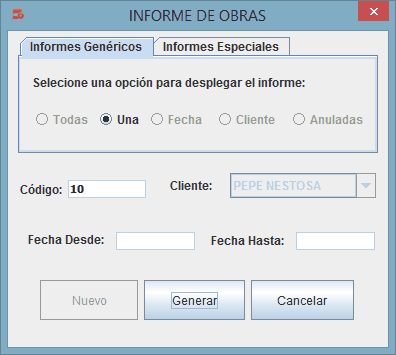 INFORME DE OBRAS
Informes Genéricos Informes Especiales
Selecione una opción para desplegar el informe:
Todas Una Fecha Cliente Anuladas
Código: 10 Cliente: PEPE NESTOSA
Fecha Desde: Fecha Hasta:
Nuevo Generar Cancelar